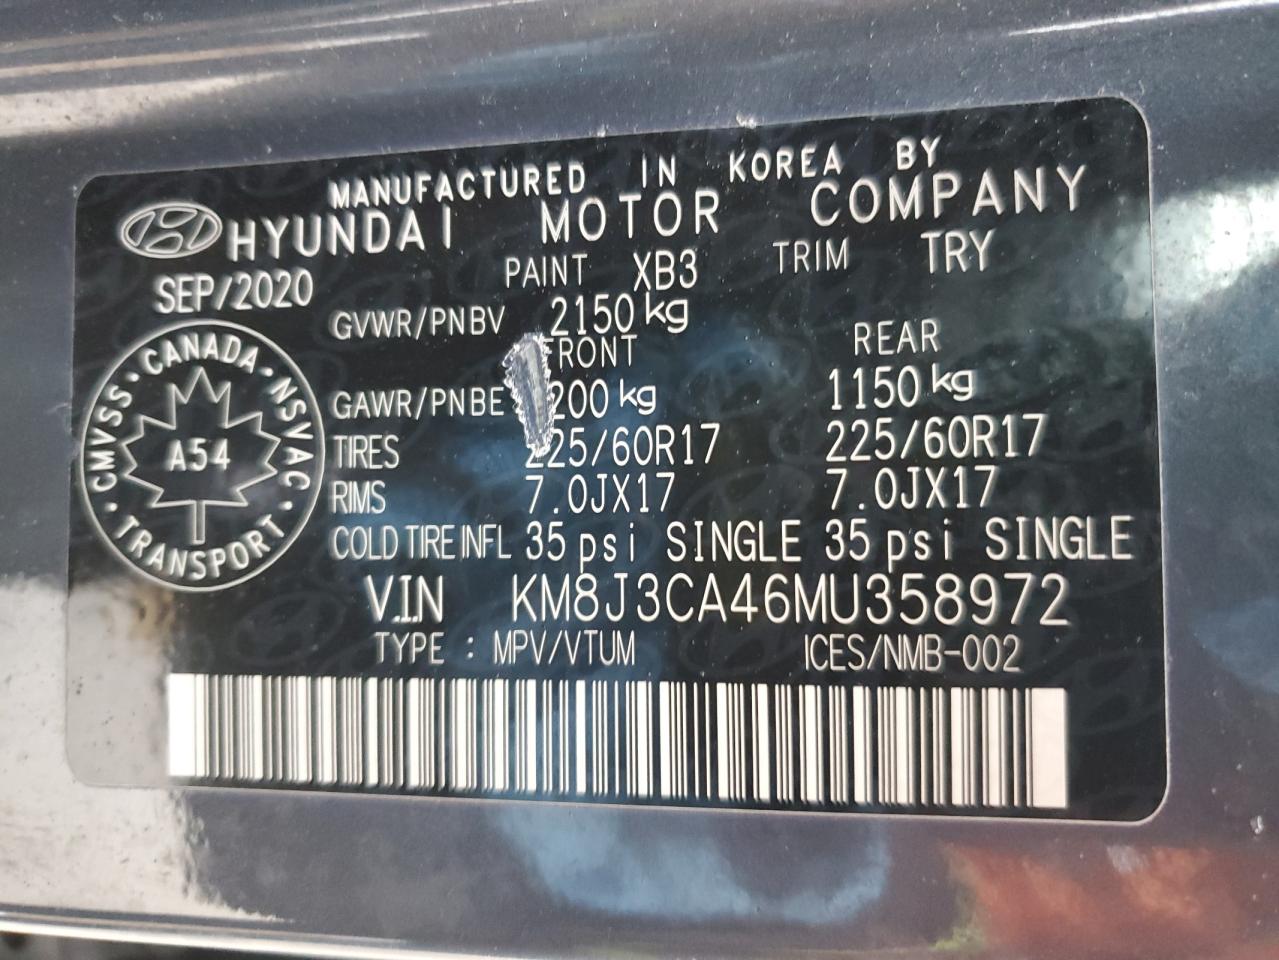 MANUFACTURED IN KOREA BY
HYUNDAI MOTOR COMPANY
SEP/2020 PAINT XB3 TRIM TRY
GVWR/PNBV 2150 kg
FRONT REAR
GAWR/PNBE 200 kg 1150 kg
TIRES 225/60R17 225/60R17
RIMS 7.0JX17 7.0JX17
COLD TIRE INFL 35 psi SINGLE 35 psi SINGLE
V.I.N KM8J3CA46MU358972
TYPE : MPV/VTUM ICES/NMB-002
CMVSS · CANADA · NSVAC · TRANSPORT ·
A54